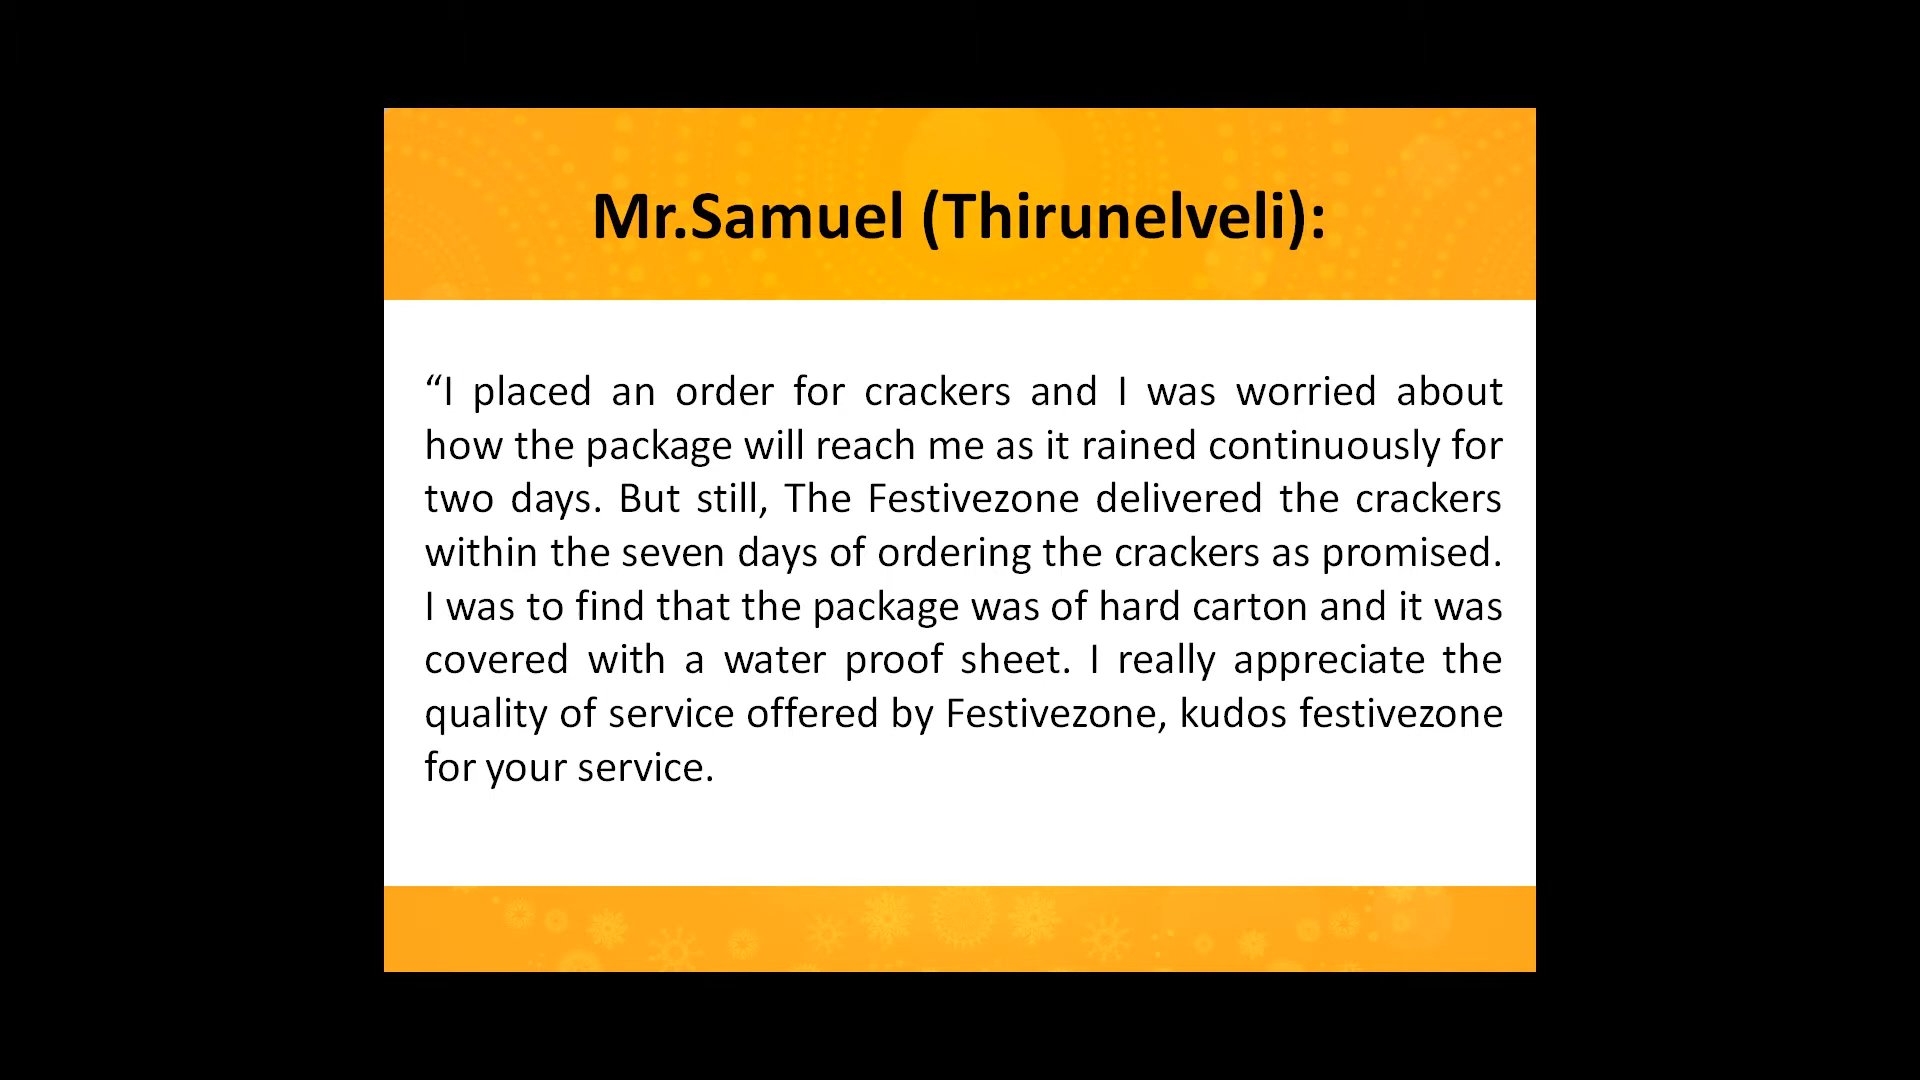 Mr.Samuel (Thirunelveli):
“I placed an order for crackers and I was worried about
how the package will reach me as it rained continuously for
two days. But still, The Festivezone delivered the crackers
within the seven days of ordering the crackers as promised.
I was to find that the package was of hard carton and it was
covered with a water proof sheet. I really appreciate the
quality of service offered by Festivezone, kudos festivezone
for your service.